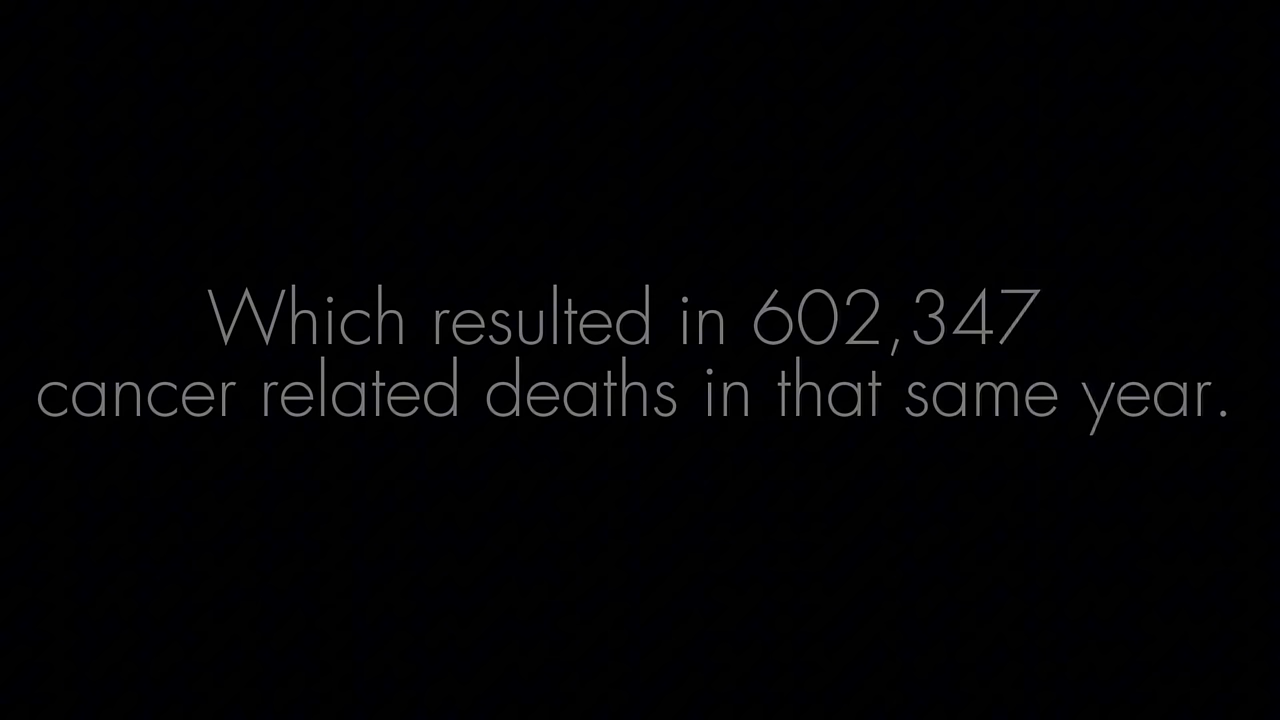 Which resulted in 602,347
cancer related deaths in that same year.